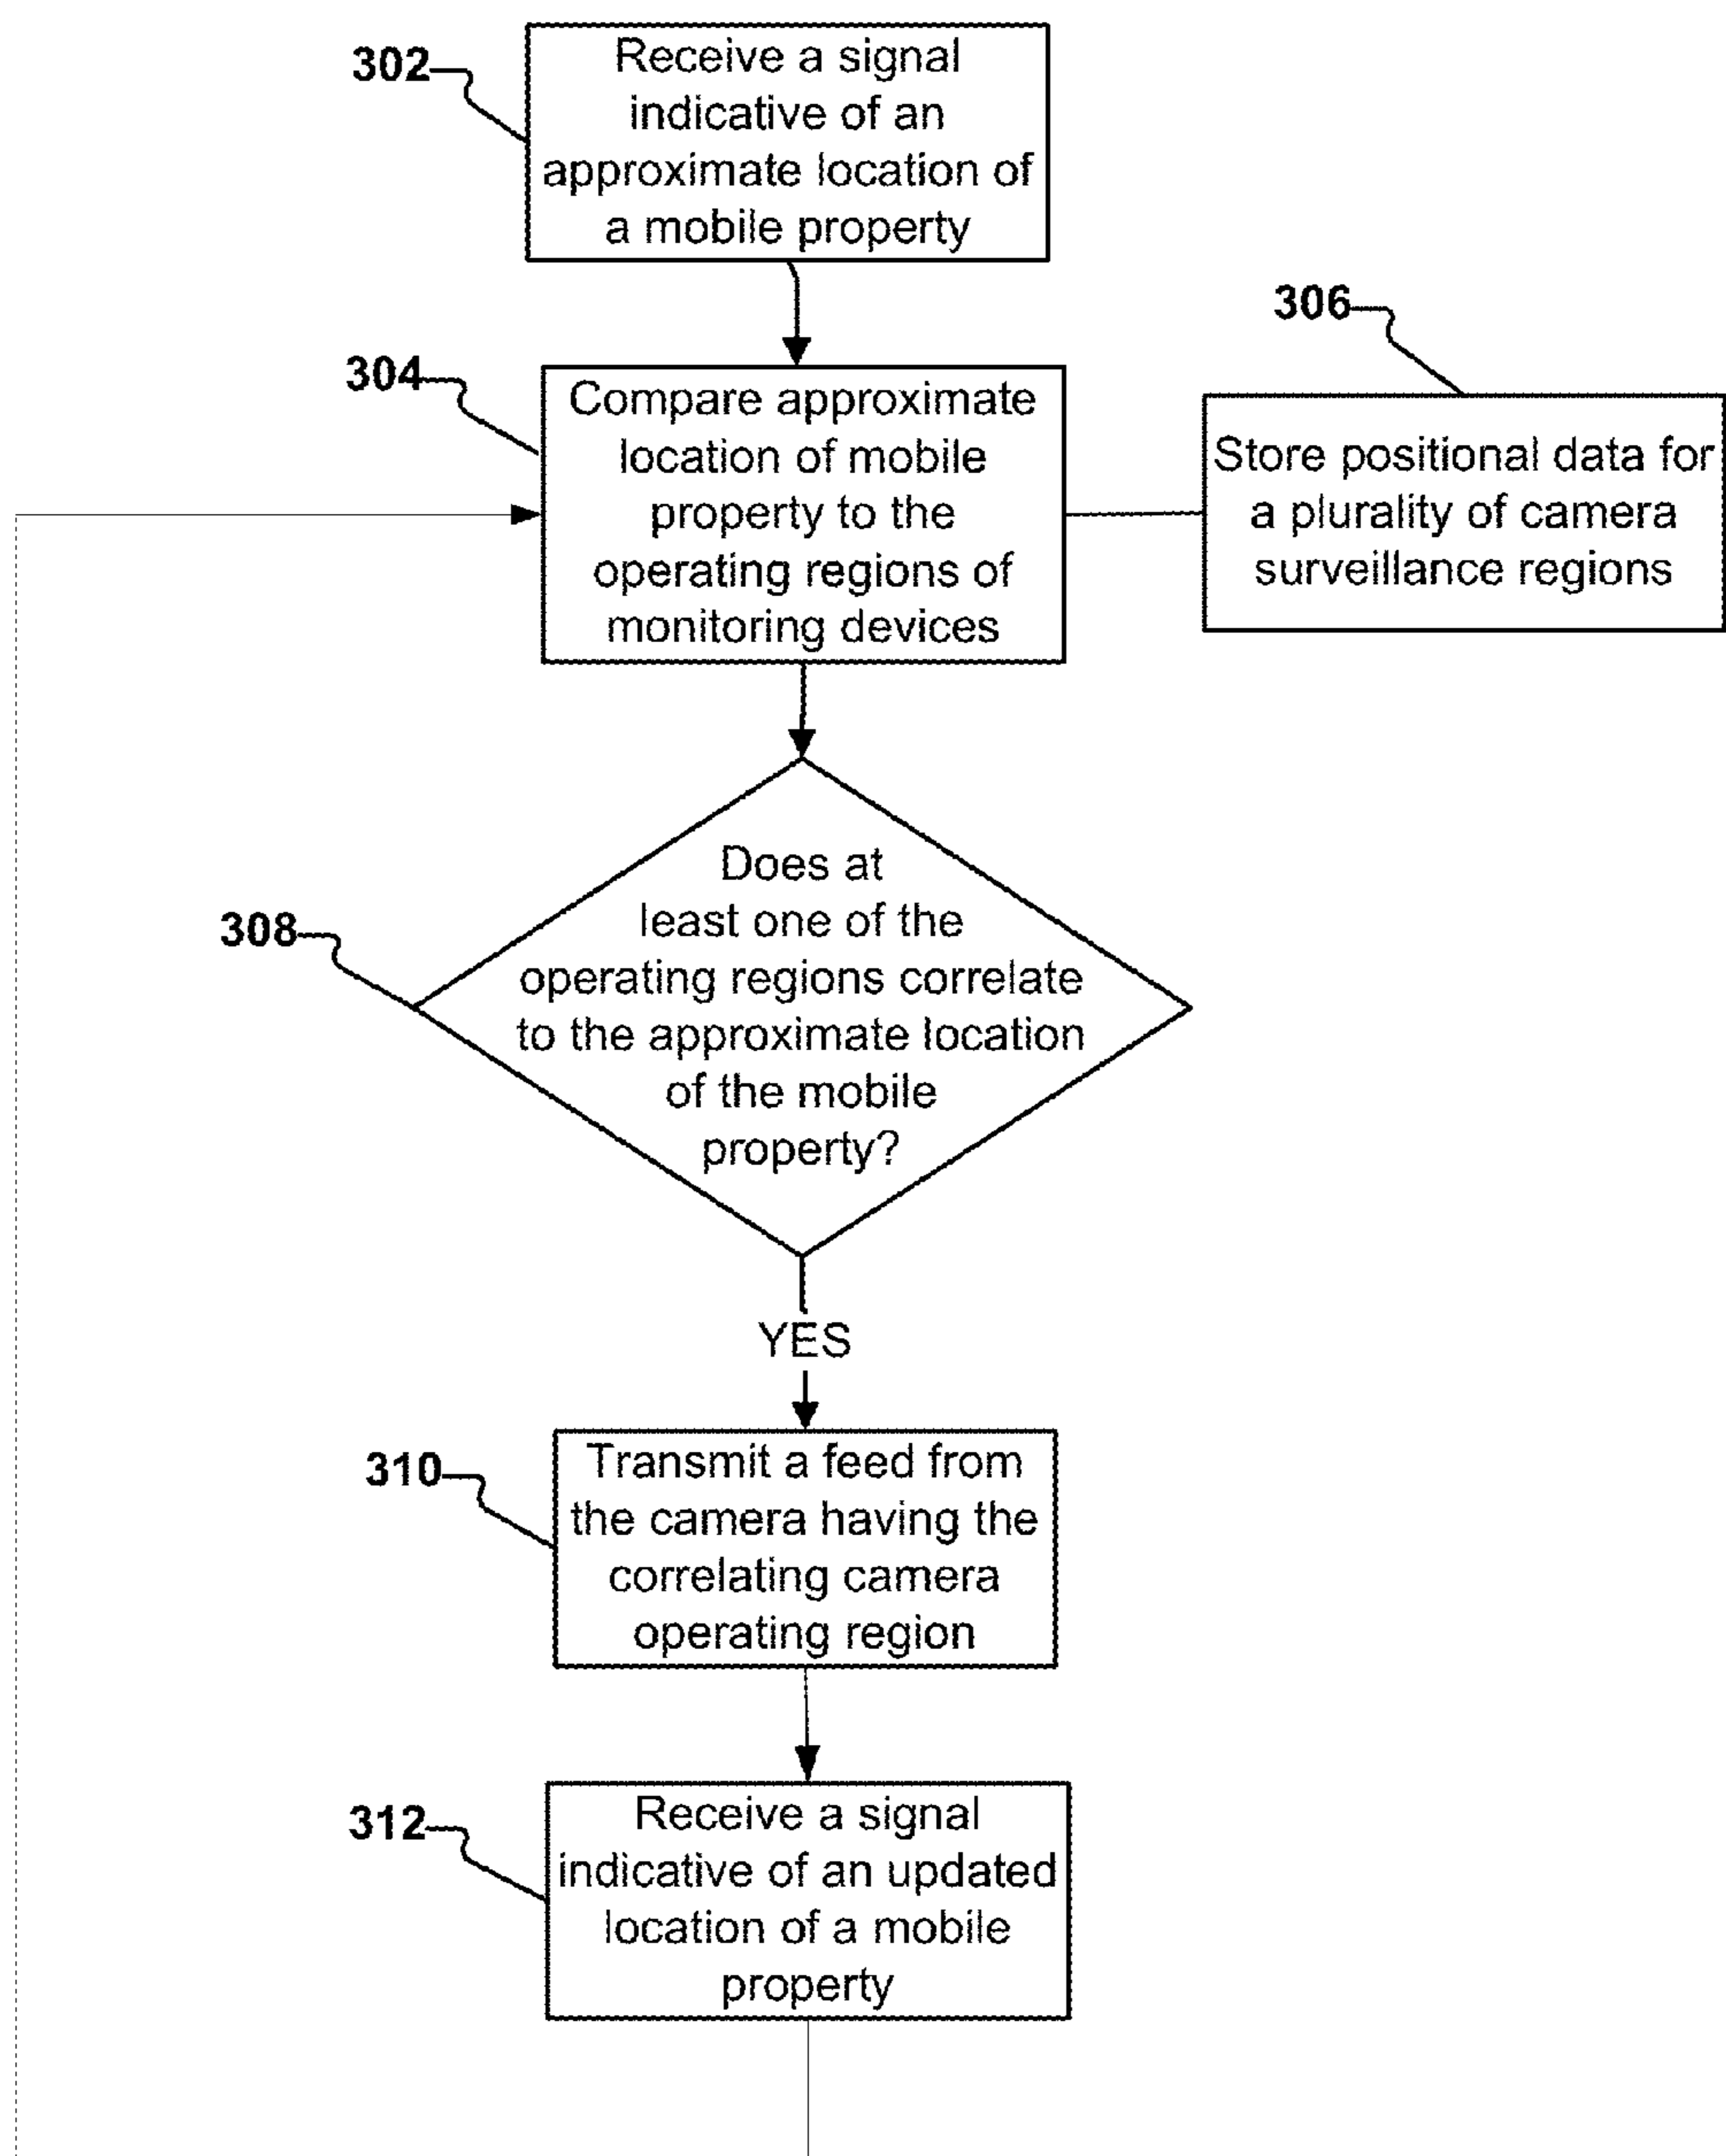 302
Receive a signal
indicative of an
approximate location of
a mobile property
306
304
Compare approximate
location of mobile
property to the
operating regions of
monitoring devices
Store positional data for
a plurality of camera
surveillance regions
308
Does at
least one of the
operating regions correlate
to the approximate location
of the mobile
property?
YES
310
Transmit a feed from
the camera having the
correlating camera
operating region
312
Receive a signal
indicative of an updated
location of a mobile
property